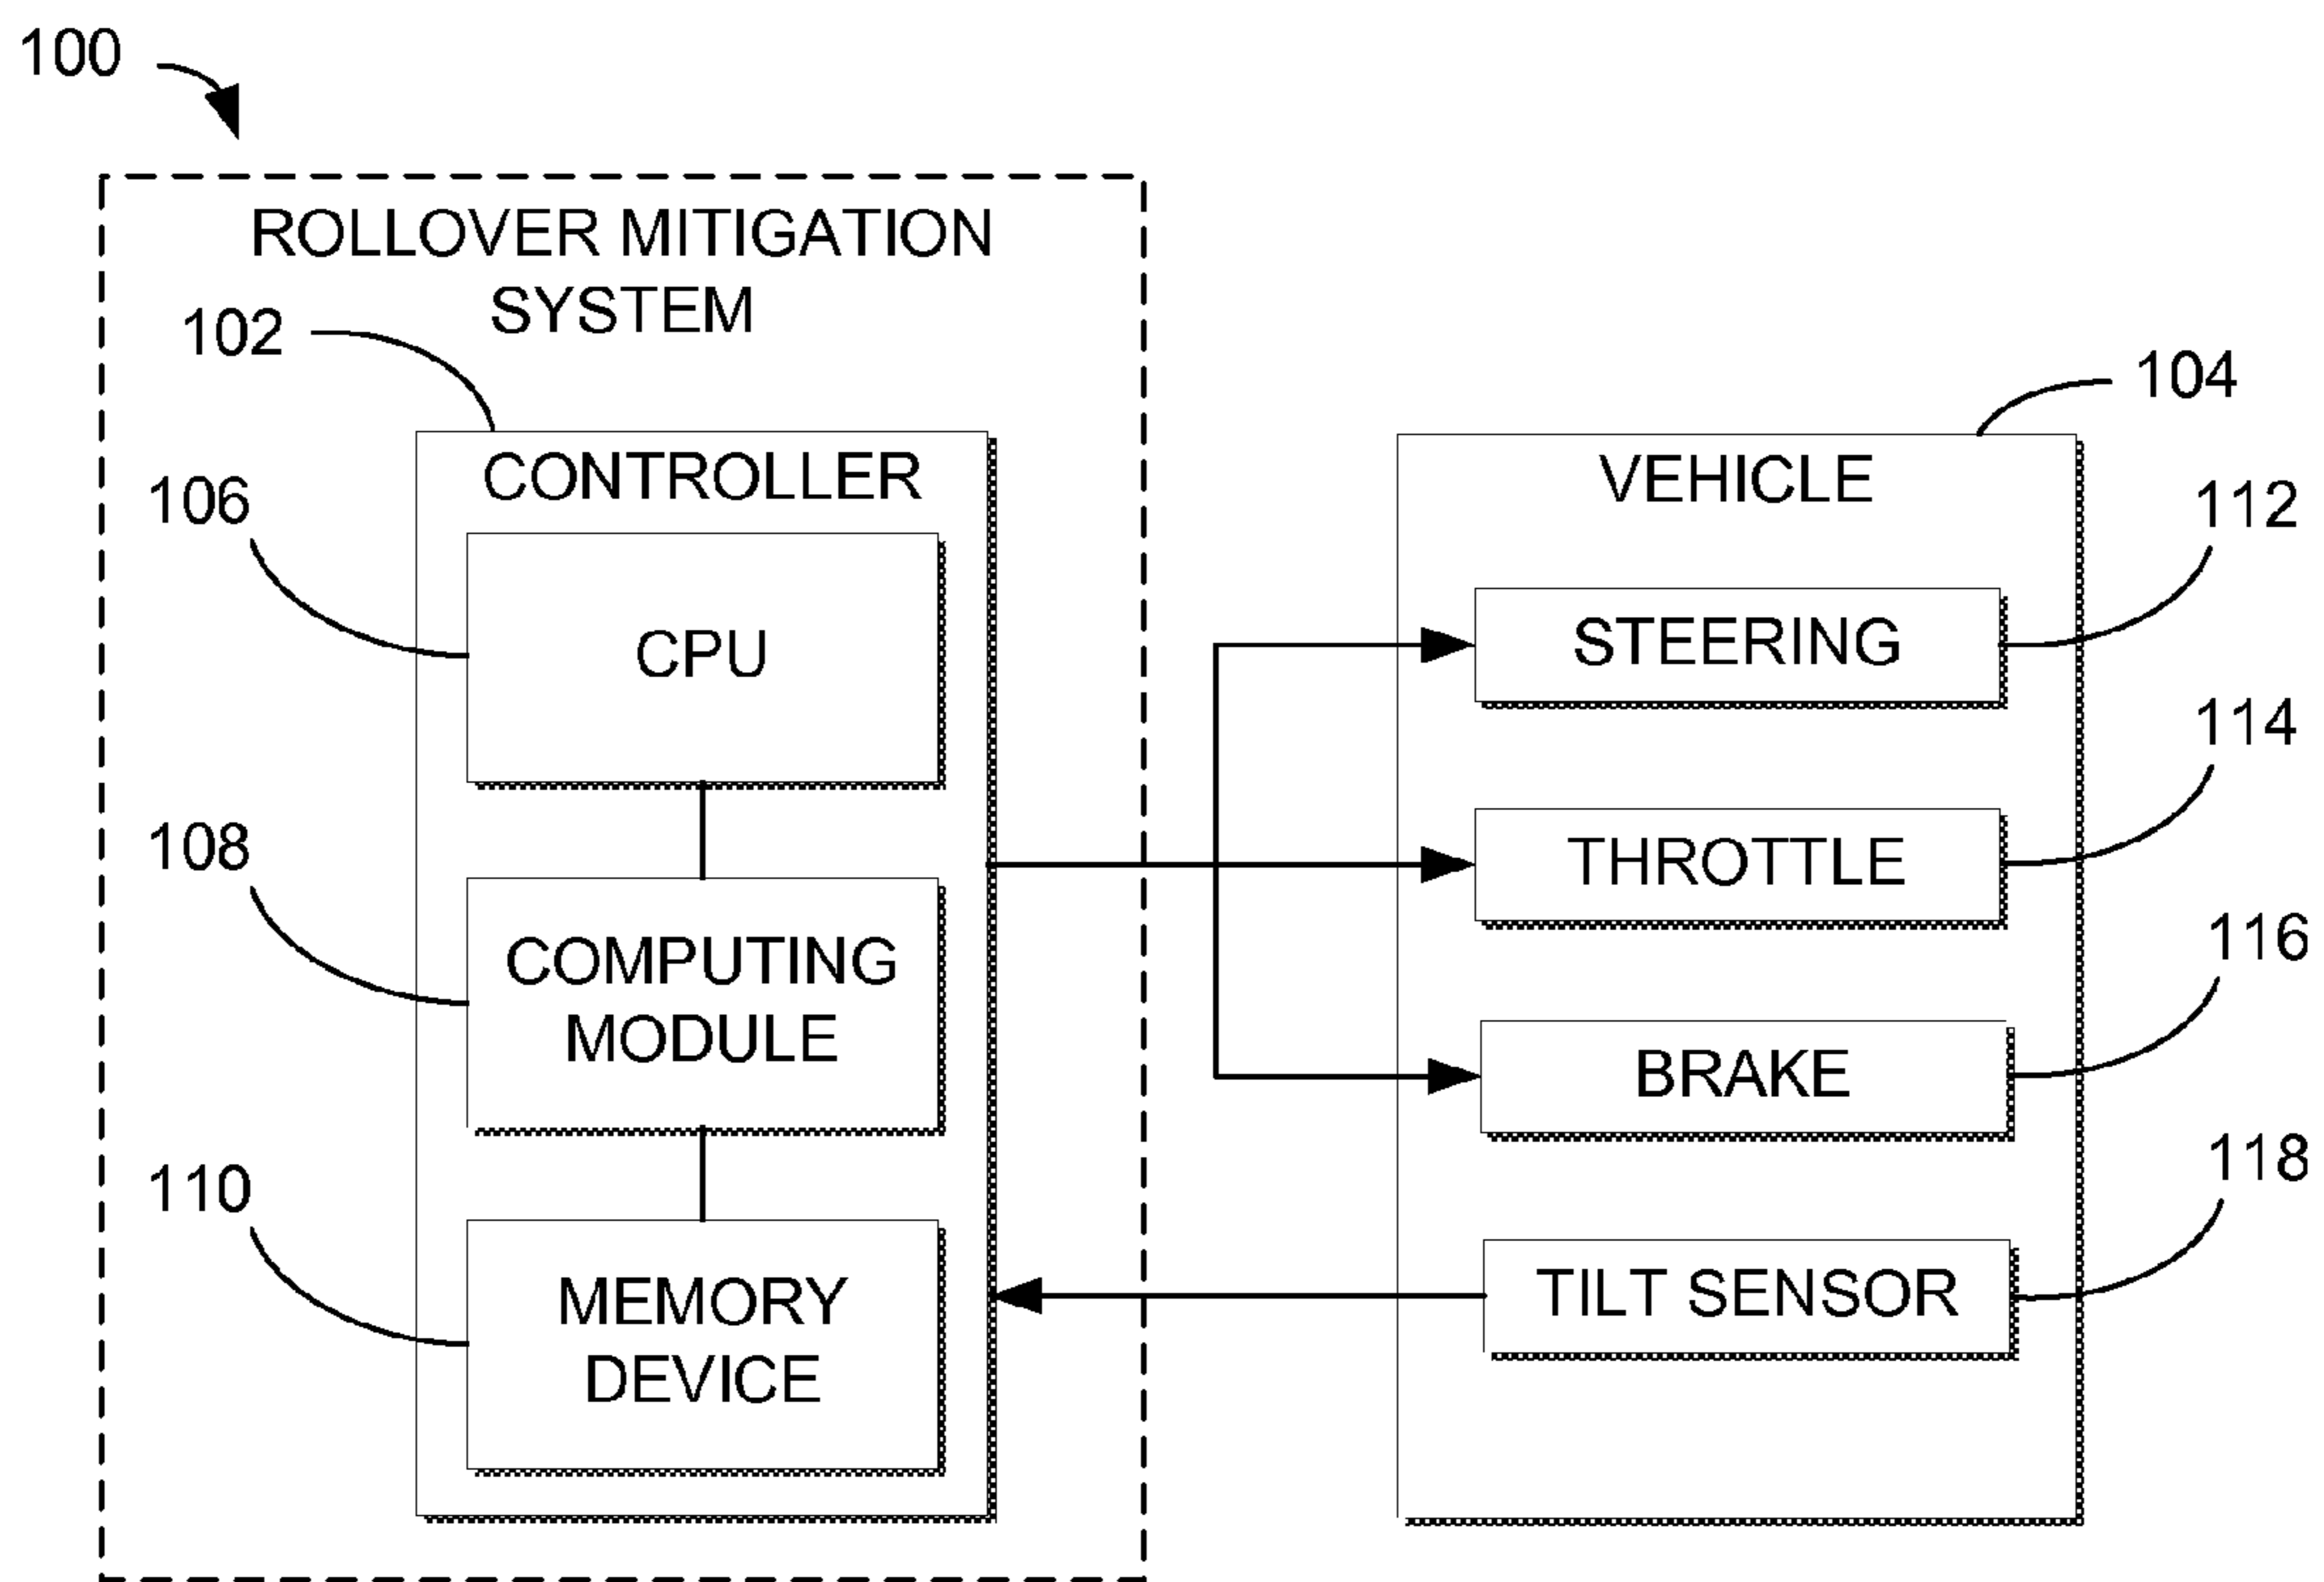 100
ROLLOVER MITIGATION
SYSTEM
102
104
CONTROLLER
VEHICLE
106
112
CPU
STEERING
114
108
THROTTLE
COMPUTING
MODULE
116
BRAKE
110
118
MEMORY
DEVICE
TILT SENSOR